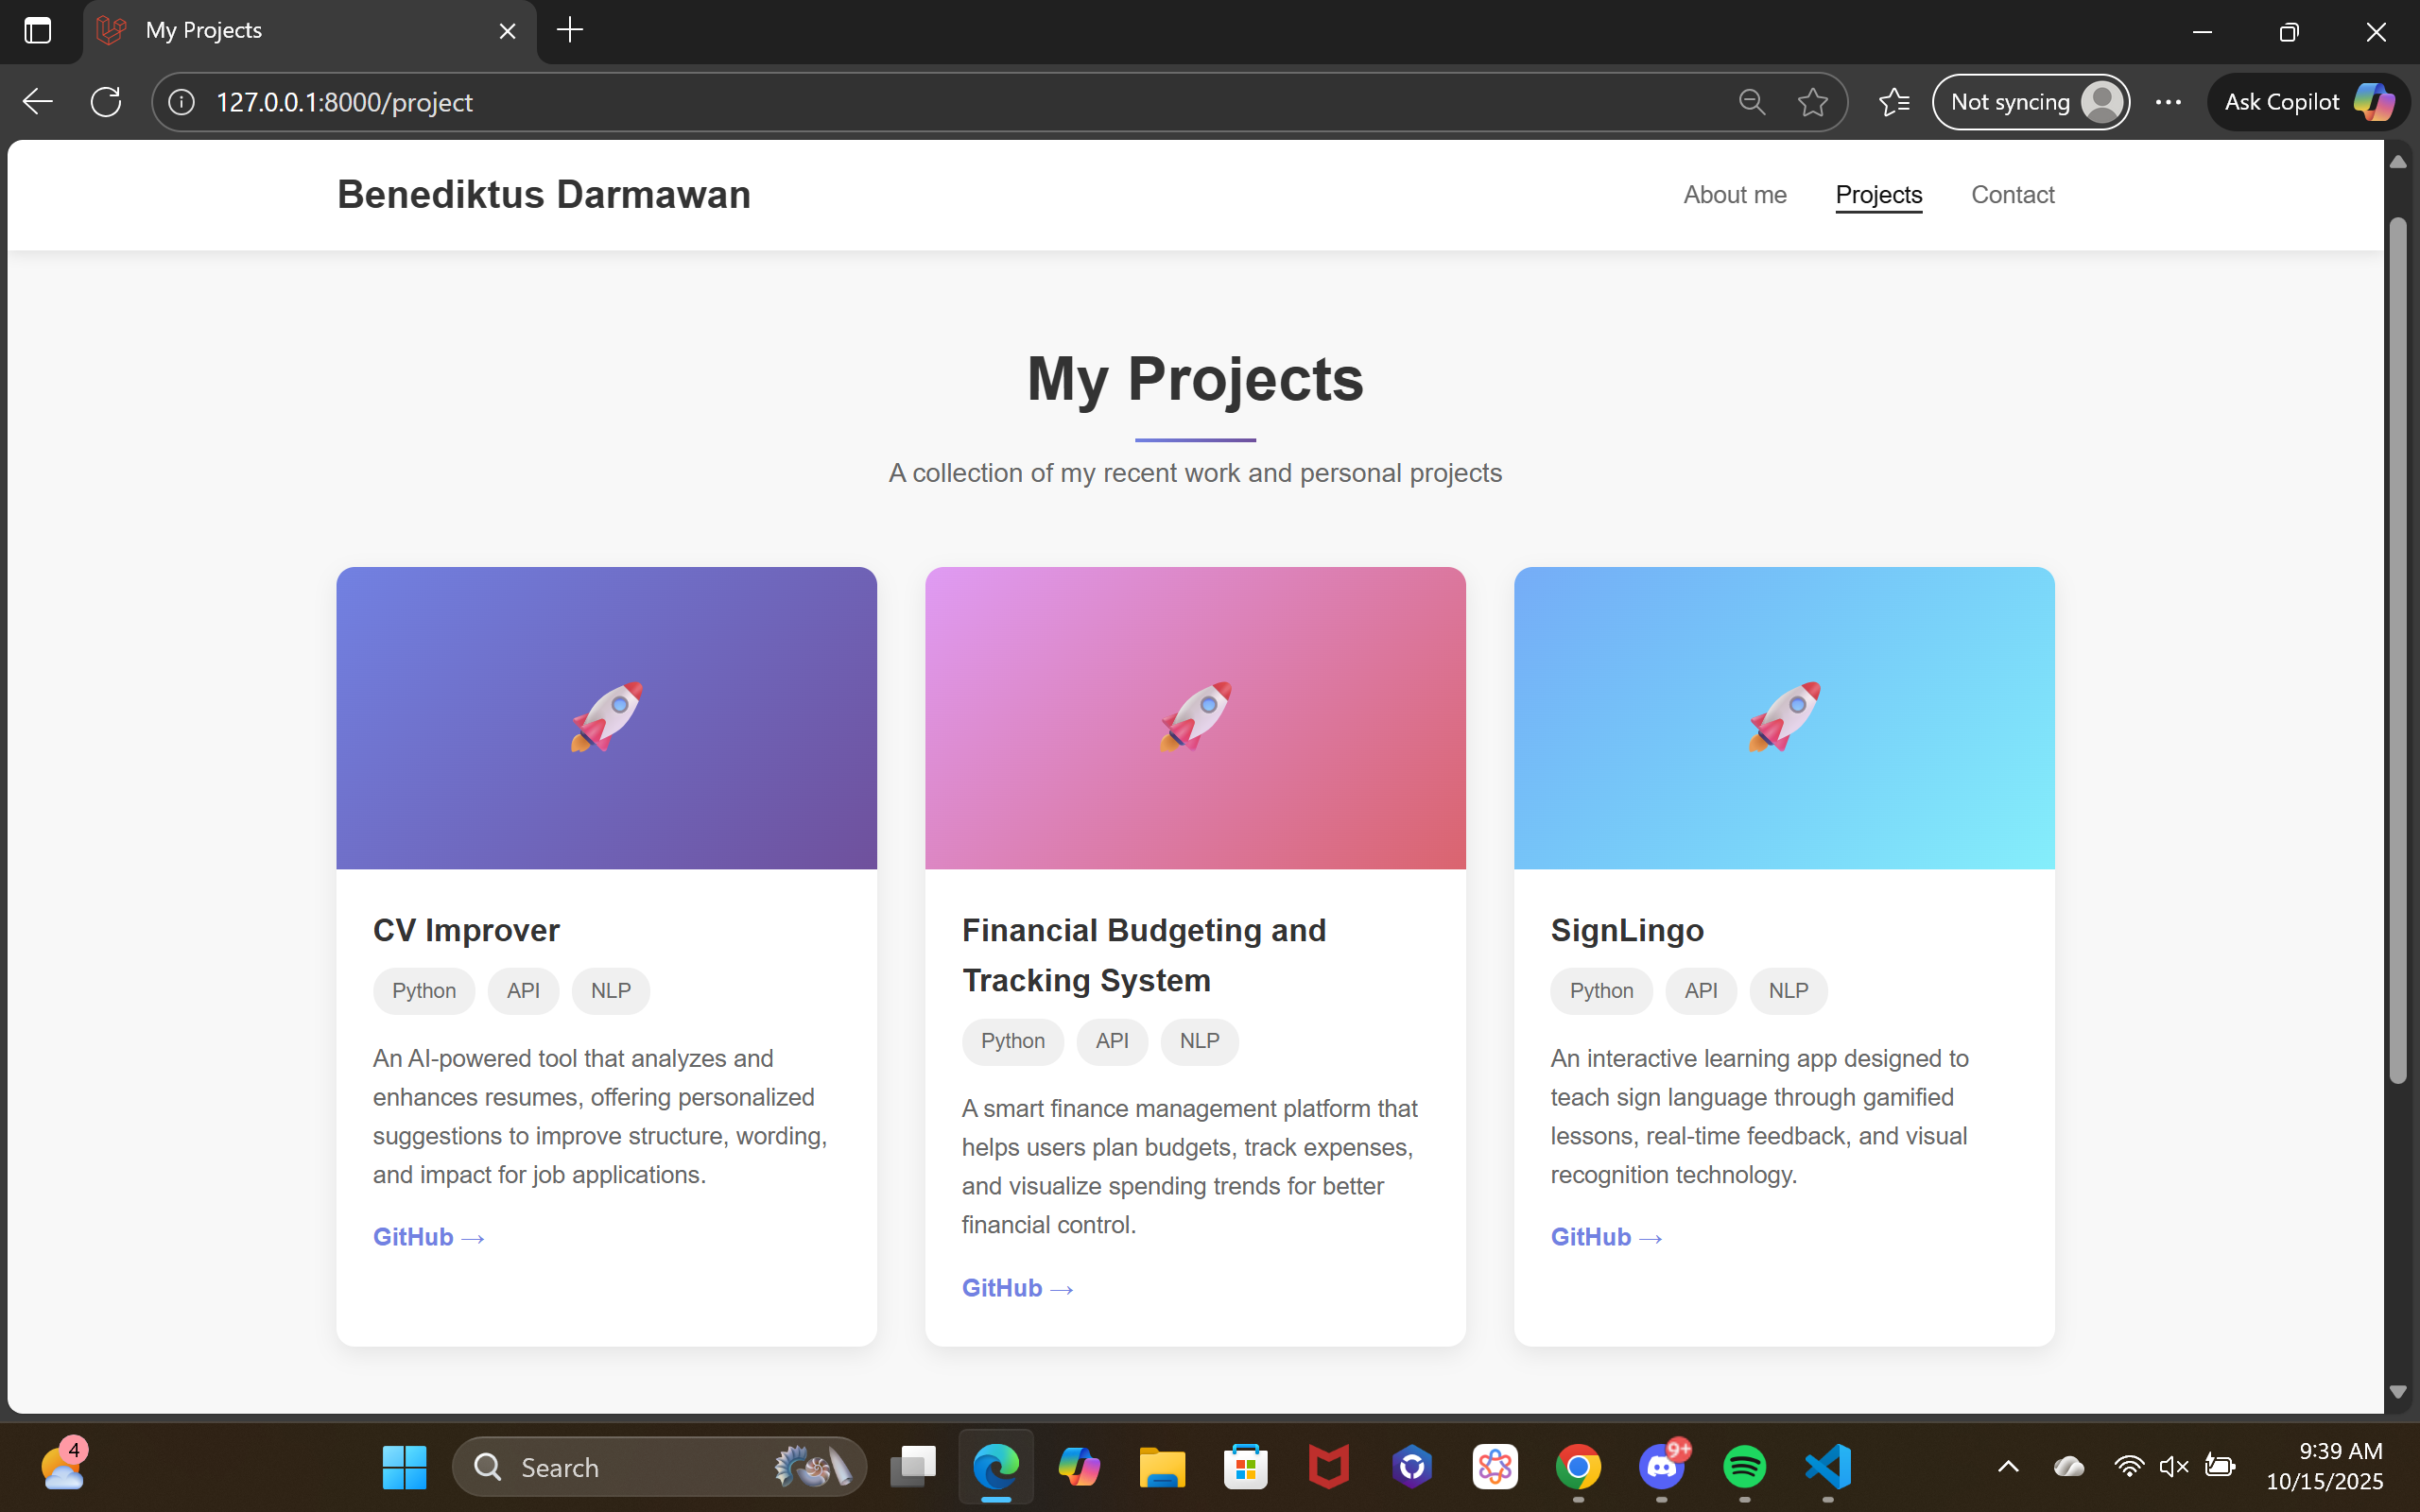 My Projects
127.0.0.1:8000/project
Not syncing
Ask Copilot
Benediktus Darmawan
About me
Projects
Contact
My Projects
A collection of my recent work and personal projects
CV Improver
Python API NLP
An AI-powered tool that analyzes and
enhances resumes, offering personalized
suggestions to improve structure, wording,
and impact for job applications.
GitHub →
Financial Budgeting and
Tracking System
Python API NLP
A smart finance management platform that
helps users plan budgets, track expenses,
and visualize spending trends for better
financial control.
GitHub →
SignLingo
Python API NLP
An interactive learning app designed to
teach sign language through gamified
lessons, real-time feedback, and visual
recognition technology.
GitHub →
4
Search
9+
9:39 AM
10/15/2025